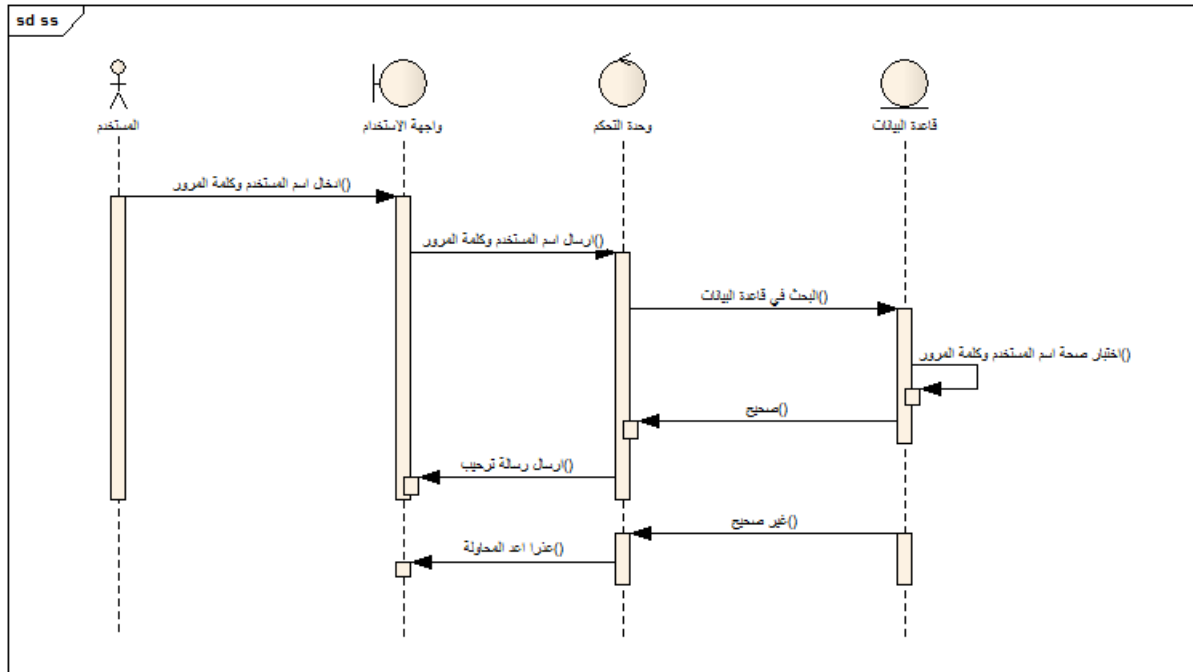 sd ss
المستخدم
واجهة الاستخدام
وحدة التحكم
قاعدة البيانات
ادخال اسم المستخدم وكلمة المرور()
ارسال اسم المستخدم وكلمة المرور()
البحث في قاعدة البيانات()
اختبار صحة اسم المستخدم وكلمة المرور()
صحيح()
ارسال رسالة ترحيب()
غير صحيح()
عذرا اعد المحاولة()